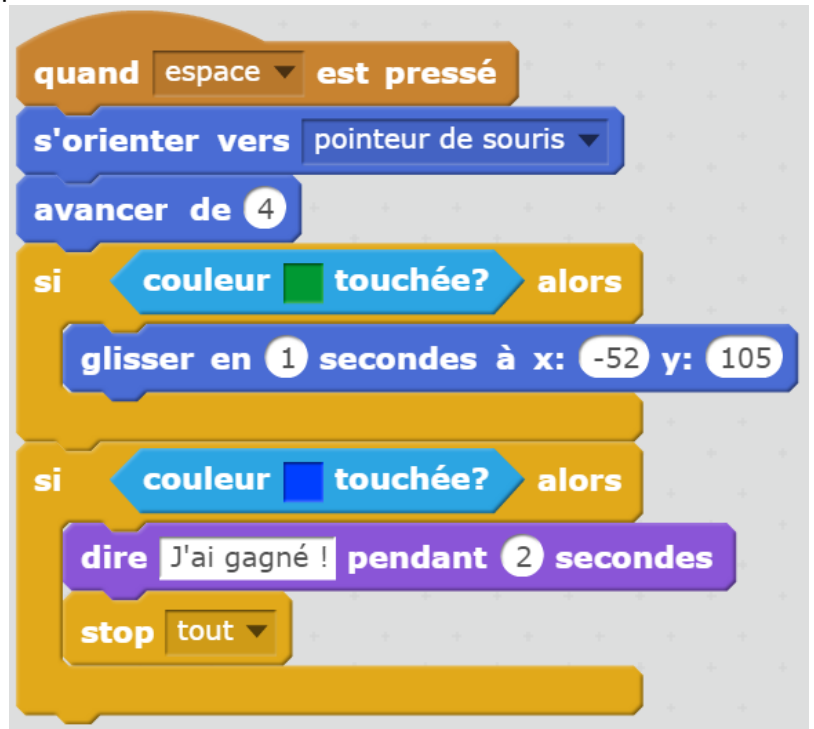 quand espace est pressé
s'orienter vers pointeur de souris
avancer de 4
si couleur touchée? alors
glisser en 1 secondes à x: -52 y: 105
si couleur touchée? alors
dire J'ai gagné ! pendant 2 secondes
stop tout